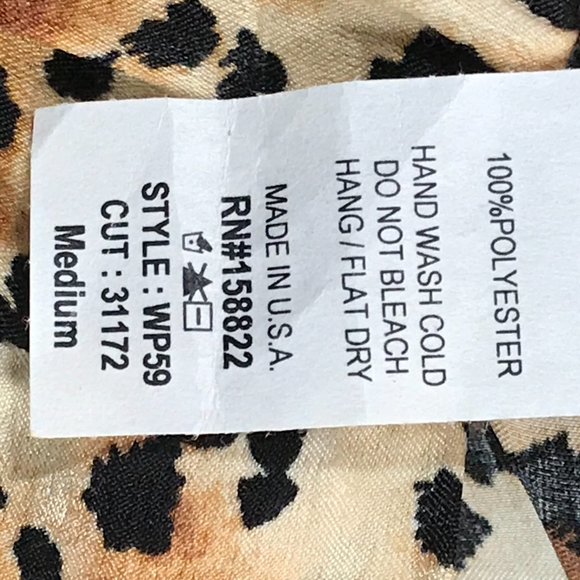 100%POLYESTER
HAND WASH COLD
DO NOT BLEACH
HANG / FLAT DRY
MADE IN U.S.A.
RN#158822
STYLE : WP59
CUT : 31172
Medium